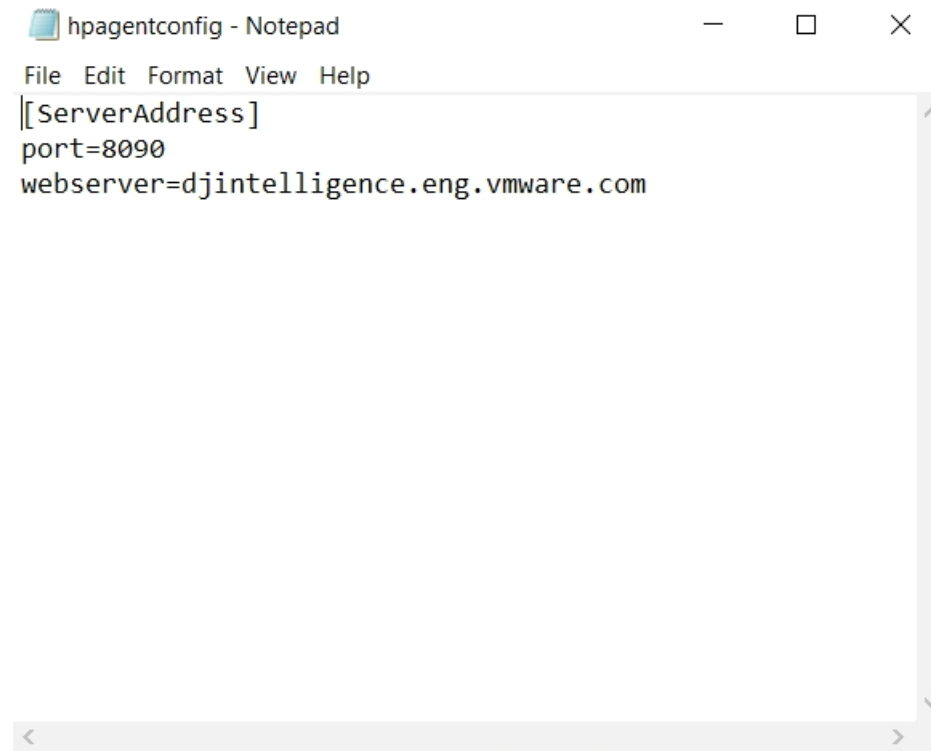 hpagentconfig - Notepad
File Edit Format View Help
[ServerAddress]
port=8090
webserver=djintelligence.eng.vmware.com